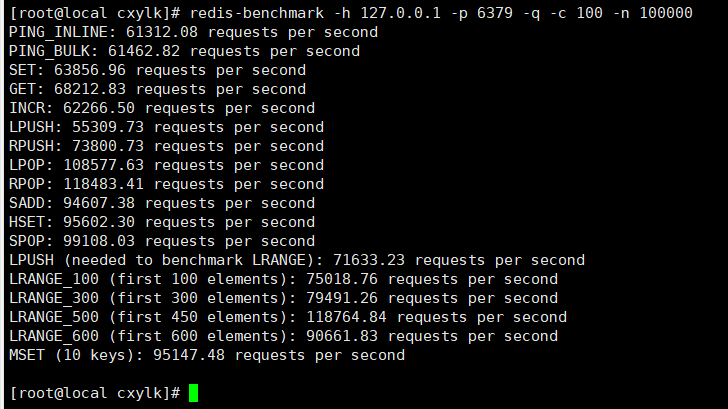 [root@local cxylk]# redis-benchmark -h 127.0.0.1 -p 6379 -q -c 100 -n 100000
PING_INLINE: 61312.08 requests per second
PING_BULK: 61462.82 requests per second
SET: 63856.96 requests per second
GET: 68212.83 requests per second
INCR: 62266.50 requests per second
LPUSH: 55309.73 requests per second
RPUSH: 73800.73 requests per second
LPOP: 108577.63 requests per second
RPOP: 118483.41 requests per second
SADD: 94607.38 requests per second
HSET: 95602.30 requests per second
SPOP: 99108.03 requests per second
LPUSH (needed to benchmark LRANGE): 71633.23 requests per second
LRANGE_100 (first 100 elements): 75018.76 requests per second
LRANGE_300 (first 300 elements): 79491.26 requests per second
LRANGE_500 (first 450 elements): 118764.84 requests per second
LRANGE_600 (first 600 elements): 90661.83 requests per second
MSET (10 keys): 95147.48 requests per second
[root@local cxylk]#